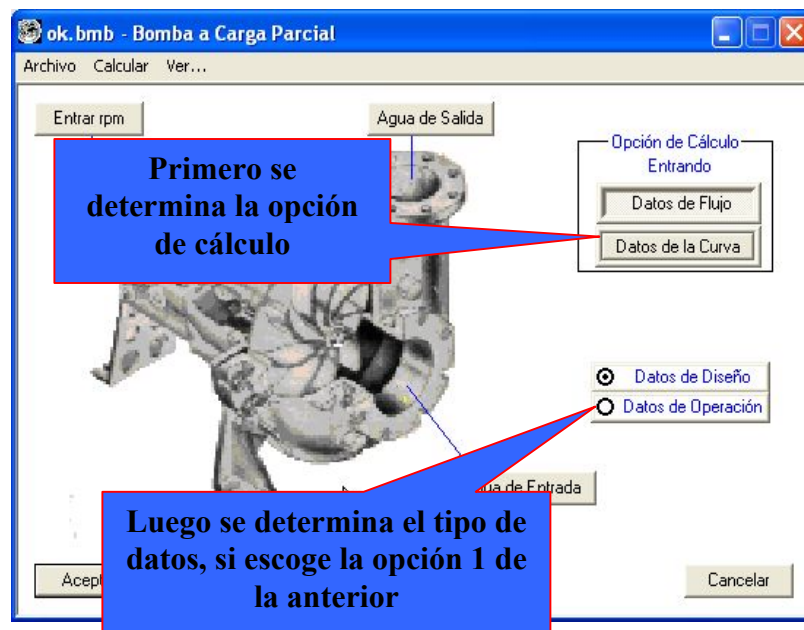 ok.bmb - Bomba a Carga Parcial
Archivo Calcular Ver...
Entrar rpm
Agua de Salida
Opción de Cálculo
Entrando
Datos de Flujo
Datos de la Curva
Primero se
determina la opción
de cálculo
Datos de Diseño
Datos de Operación
de Entrada
Luego se determina el tipo de
datos, si escoge la opción 1 de
la anterior
Cancelar